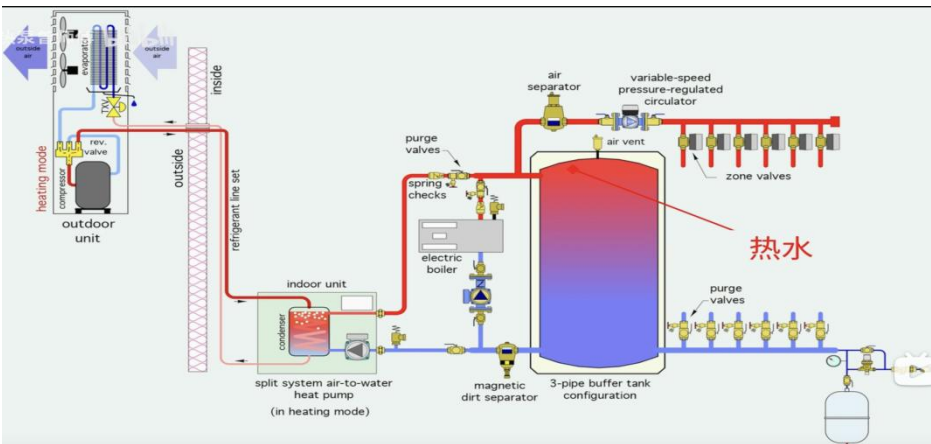 outside
air
outside
air
evaporator
TXV
rev.
valve
heating mode
compressor
outdoor
unit
inside
outside
refrigerant line set
indoor unit
condenser
split system air-to-water
heat pump
(in heating mode)
purge
valves
spring
checks
electric
boiler
magnetic
dirt separator
air
separator
variable-speed
pressure-regulated
circulator
air vent
zone valves
热水
purge
valves
3-pipe buffer tank
configuration